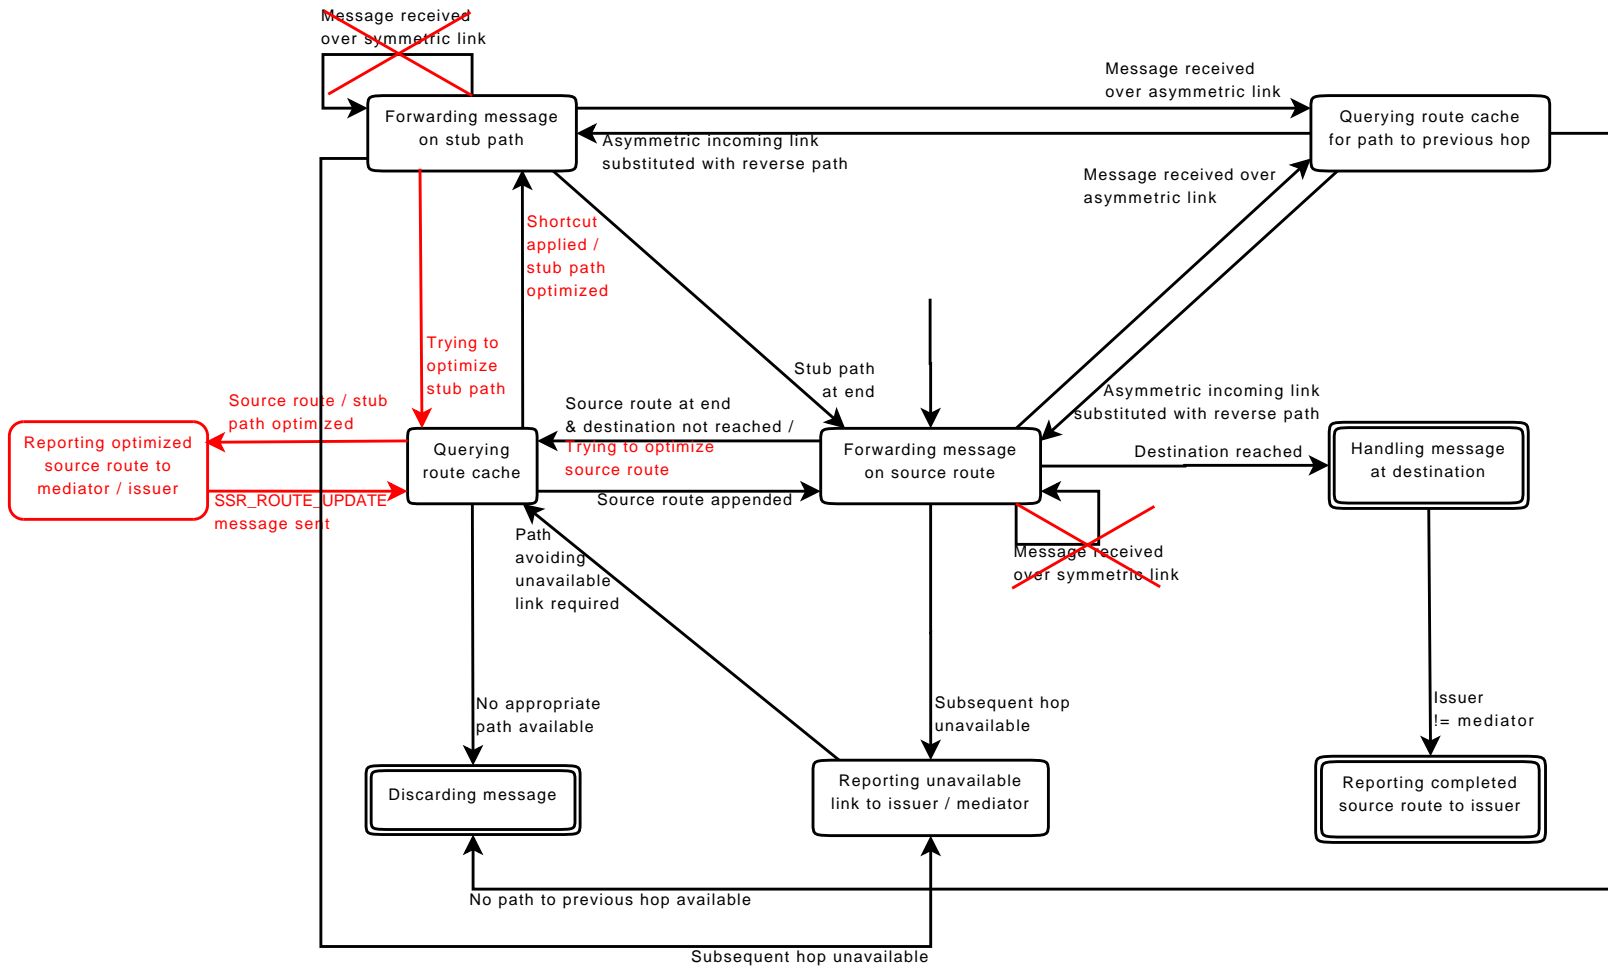 Message received
over symmetric link
Message received
over asymmetric link
Forwarding message
on stub path
Querying route cache
for path to previous hop
Asymmetric incoming link
substituted with reverse path
Message received over
asymmetric link
Shortcut
applied /
stub path
optimized
Trying to
optimize
stub path
Stub path
at end
Source route / stub
path optimized
Source route at end
& destination not reached /
Trying to optimize
source route
Asymmetric incoming link
substituted with reverse path
Reporting optimized
source route to
mediator / issuer
Querying
route cache
Forwarding message
on source route
Destination reached
Handling message
at destination
SSR_ROUTE_UPDATE
message sent
Source route appended
Path
avoiding
unavailable
link required
Message received
over symmetric link
No appropriate
path available
Subsequent hop
unavailable
Issuer
!= mediator
Discarding message
Reporting unavailable
link to issuer / mediator
Reporting completed
source route to issuer
No path to previous hop available
Subsequent hop unavailable